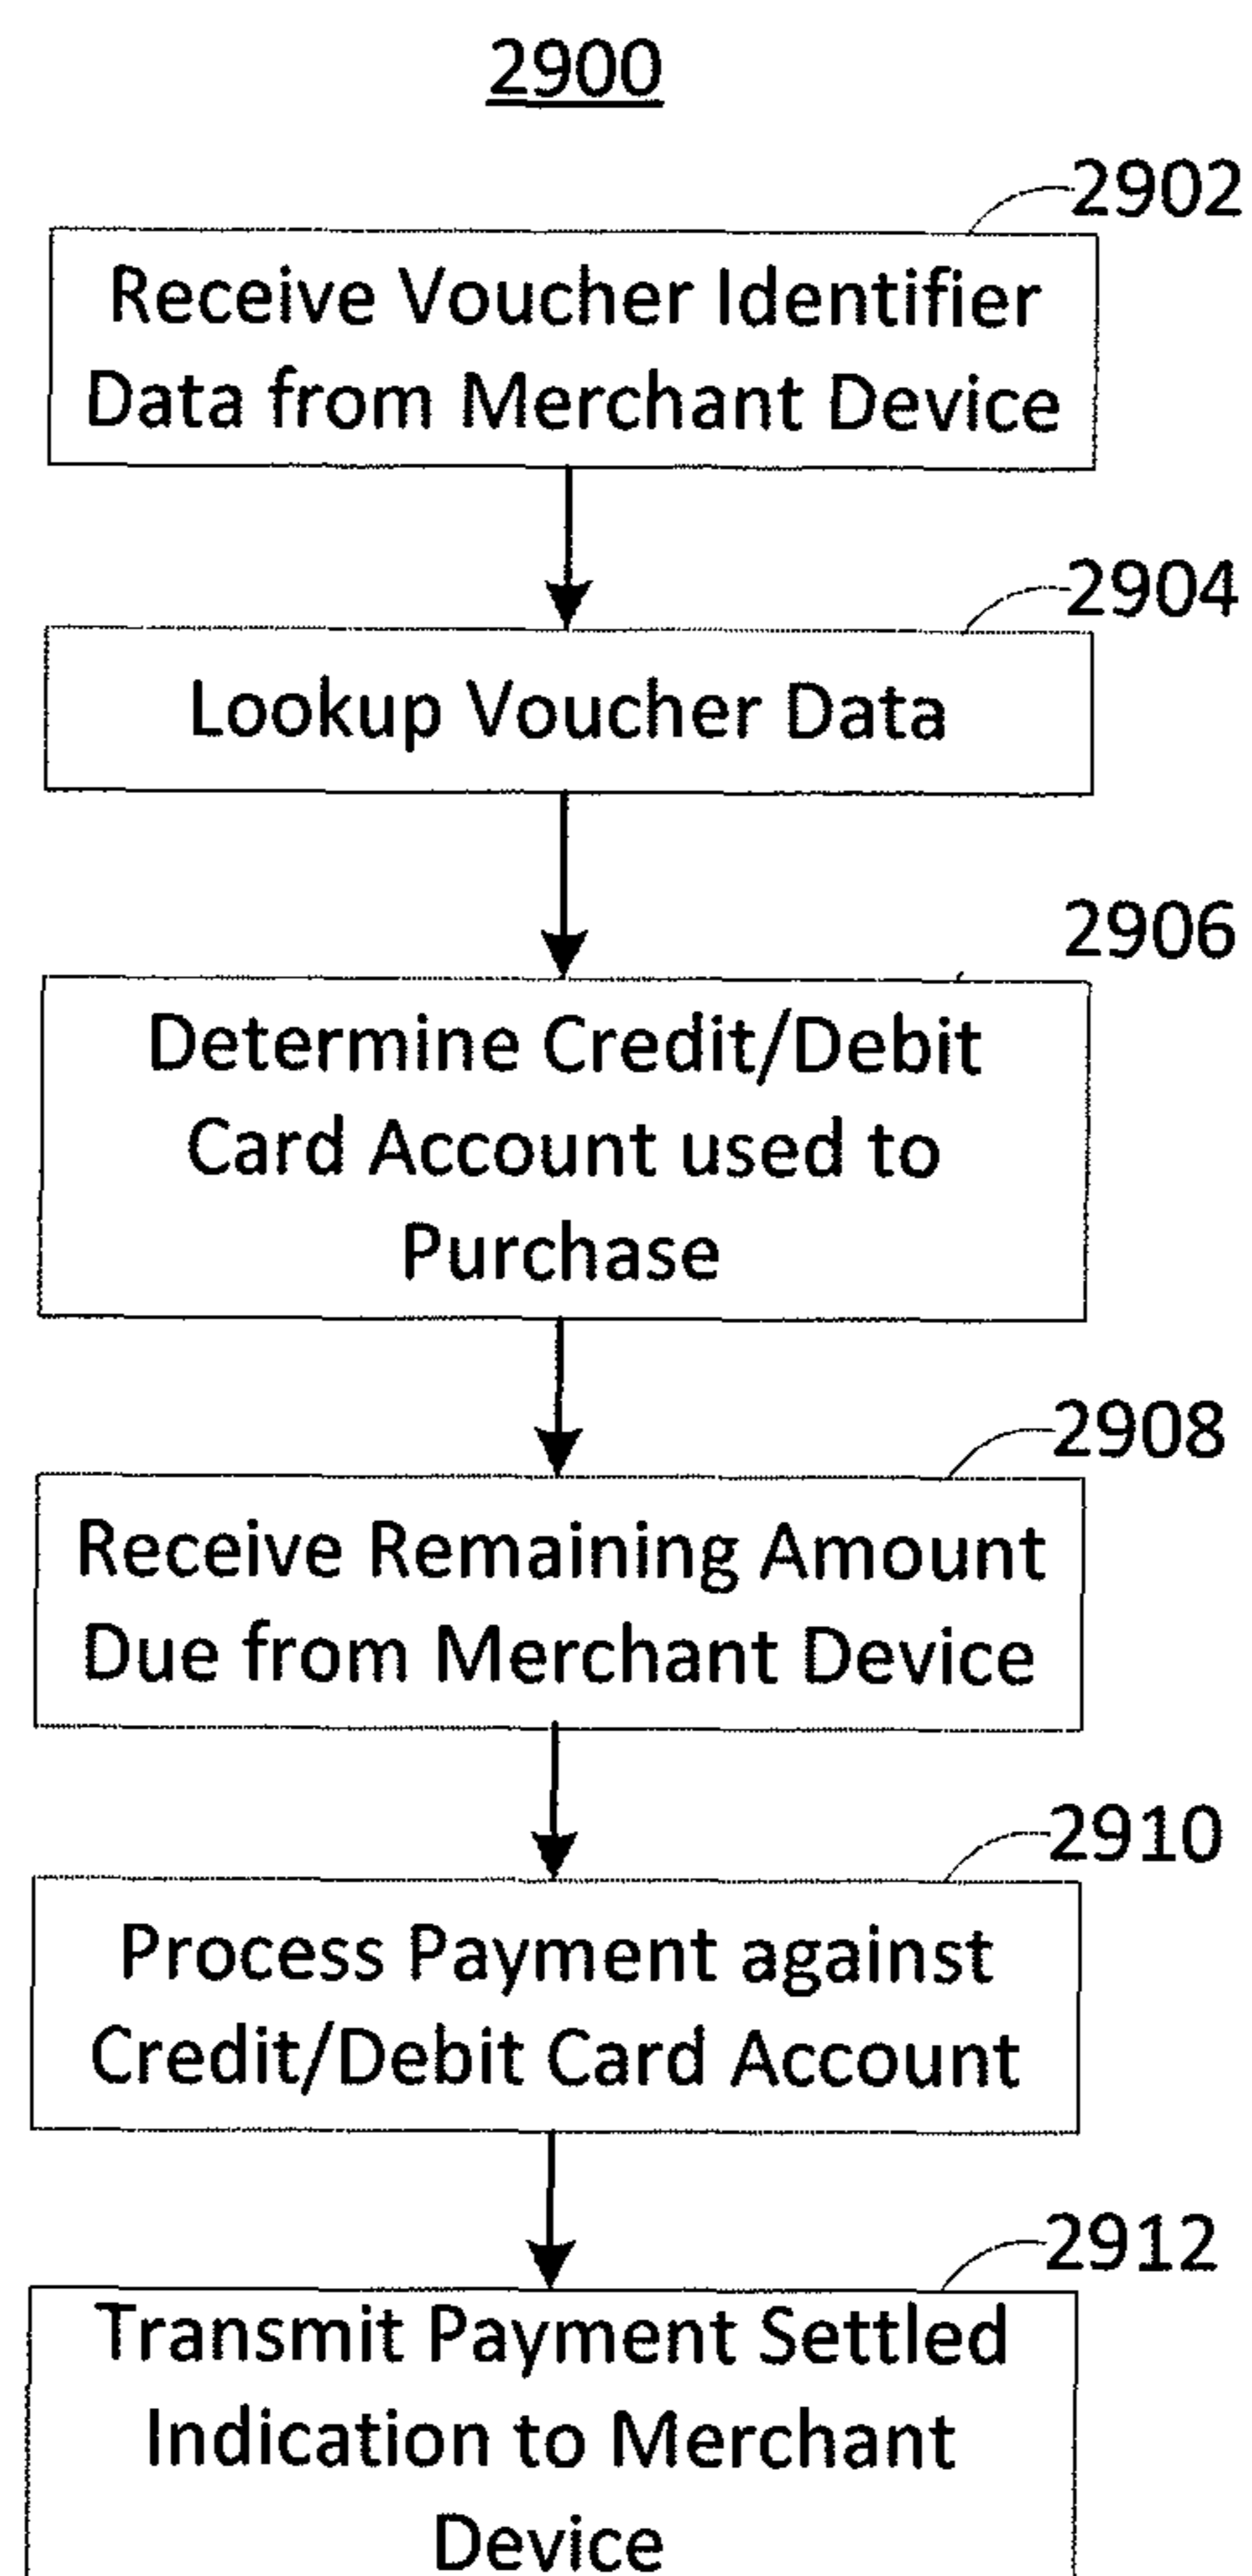 2900
2902
Receive Voucher Identifier
Data from Merchant Device
2904
Lookup Voucher Data
2906
Determine Credit/Debit
Card Account used to
Purchase
2908
Receive Remaining Amount
Due from Merchant Device
2910
Process Payment against
Credit/Debit Card Account
2912
Transmit Payment Settled
Indication to Merchant
Device